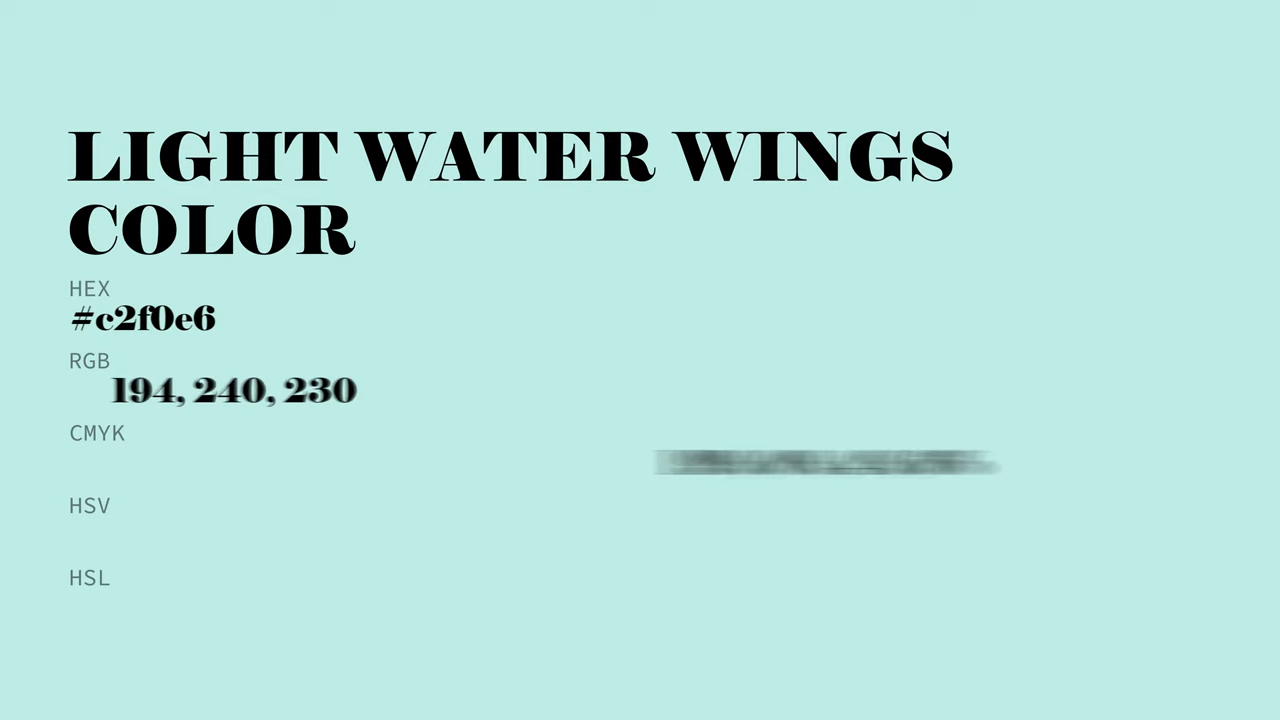 LIGHT WATER WINGS
COLOR
HEX
#c2f0e6
RGB
194, 240, 230
CMYK
HSV
HSL